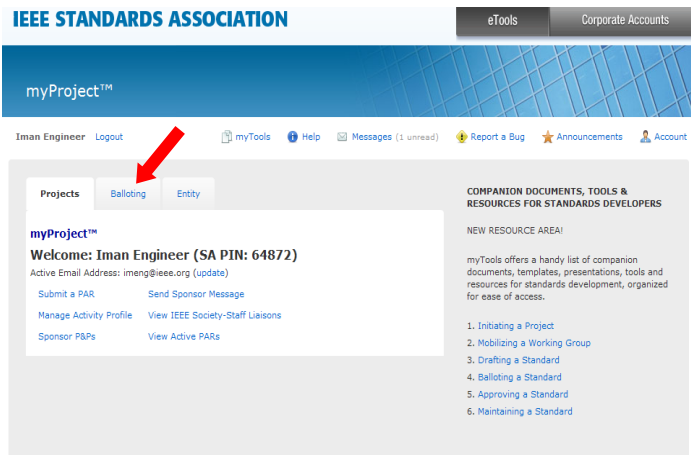 IEEE STANDARDS ASSOCIATION
eTools
Corporate Accounts
myProject™
Iman Engineer Logout
myTools
Help
Messages (1 unread)
Report a Bug
Announcements
Account
Projects
Balloting
Entity
myProject™
Welcome: Iman Engineer (SA PIN: 64872)
Active Email Address: imeng@ieee.org (update)
Submit a PAR
Send Sponsor Message
Manage Activity Profile
View IEEE Society-Staff Liaisons
Sponsor P&Ps
View Active PARs
COMPANION DOCUMENTS, TOOLS &
RESOURCES FOR STANDARDS DEVELOPERS
NEW RESOURCE AREA!
myTools offers a handy list of companion
documents, templates, presentations, tools and
resources for standards development, organized
for ease of access.
1. Initiating a Project
2. Mobilizing a Working Group
3. Drafting a Standard
4. Balloting a Standard
5. Approving a Standard
6. Maintaining a Standard